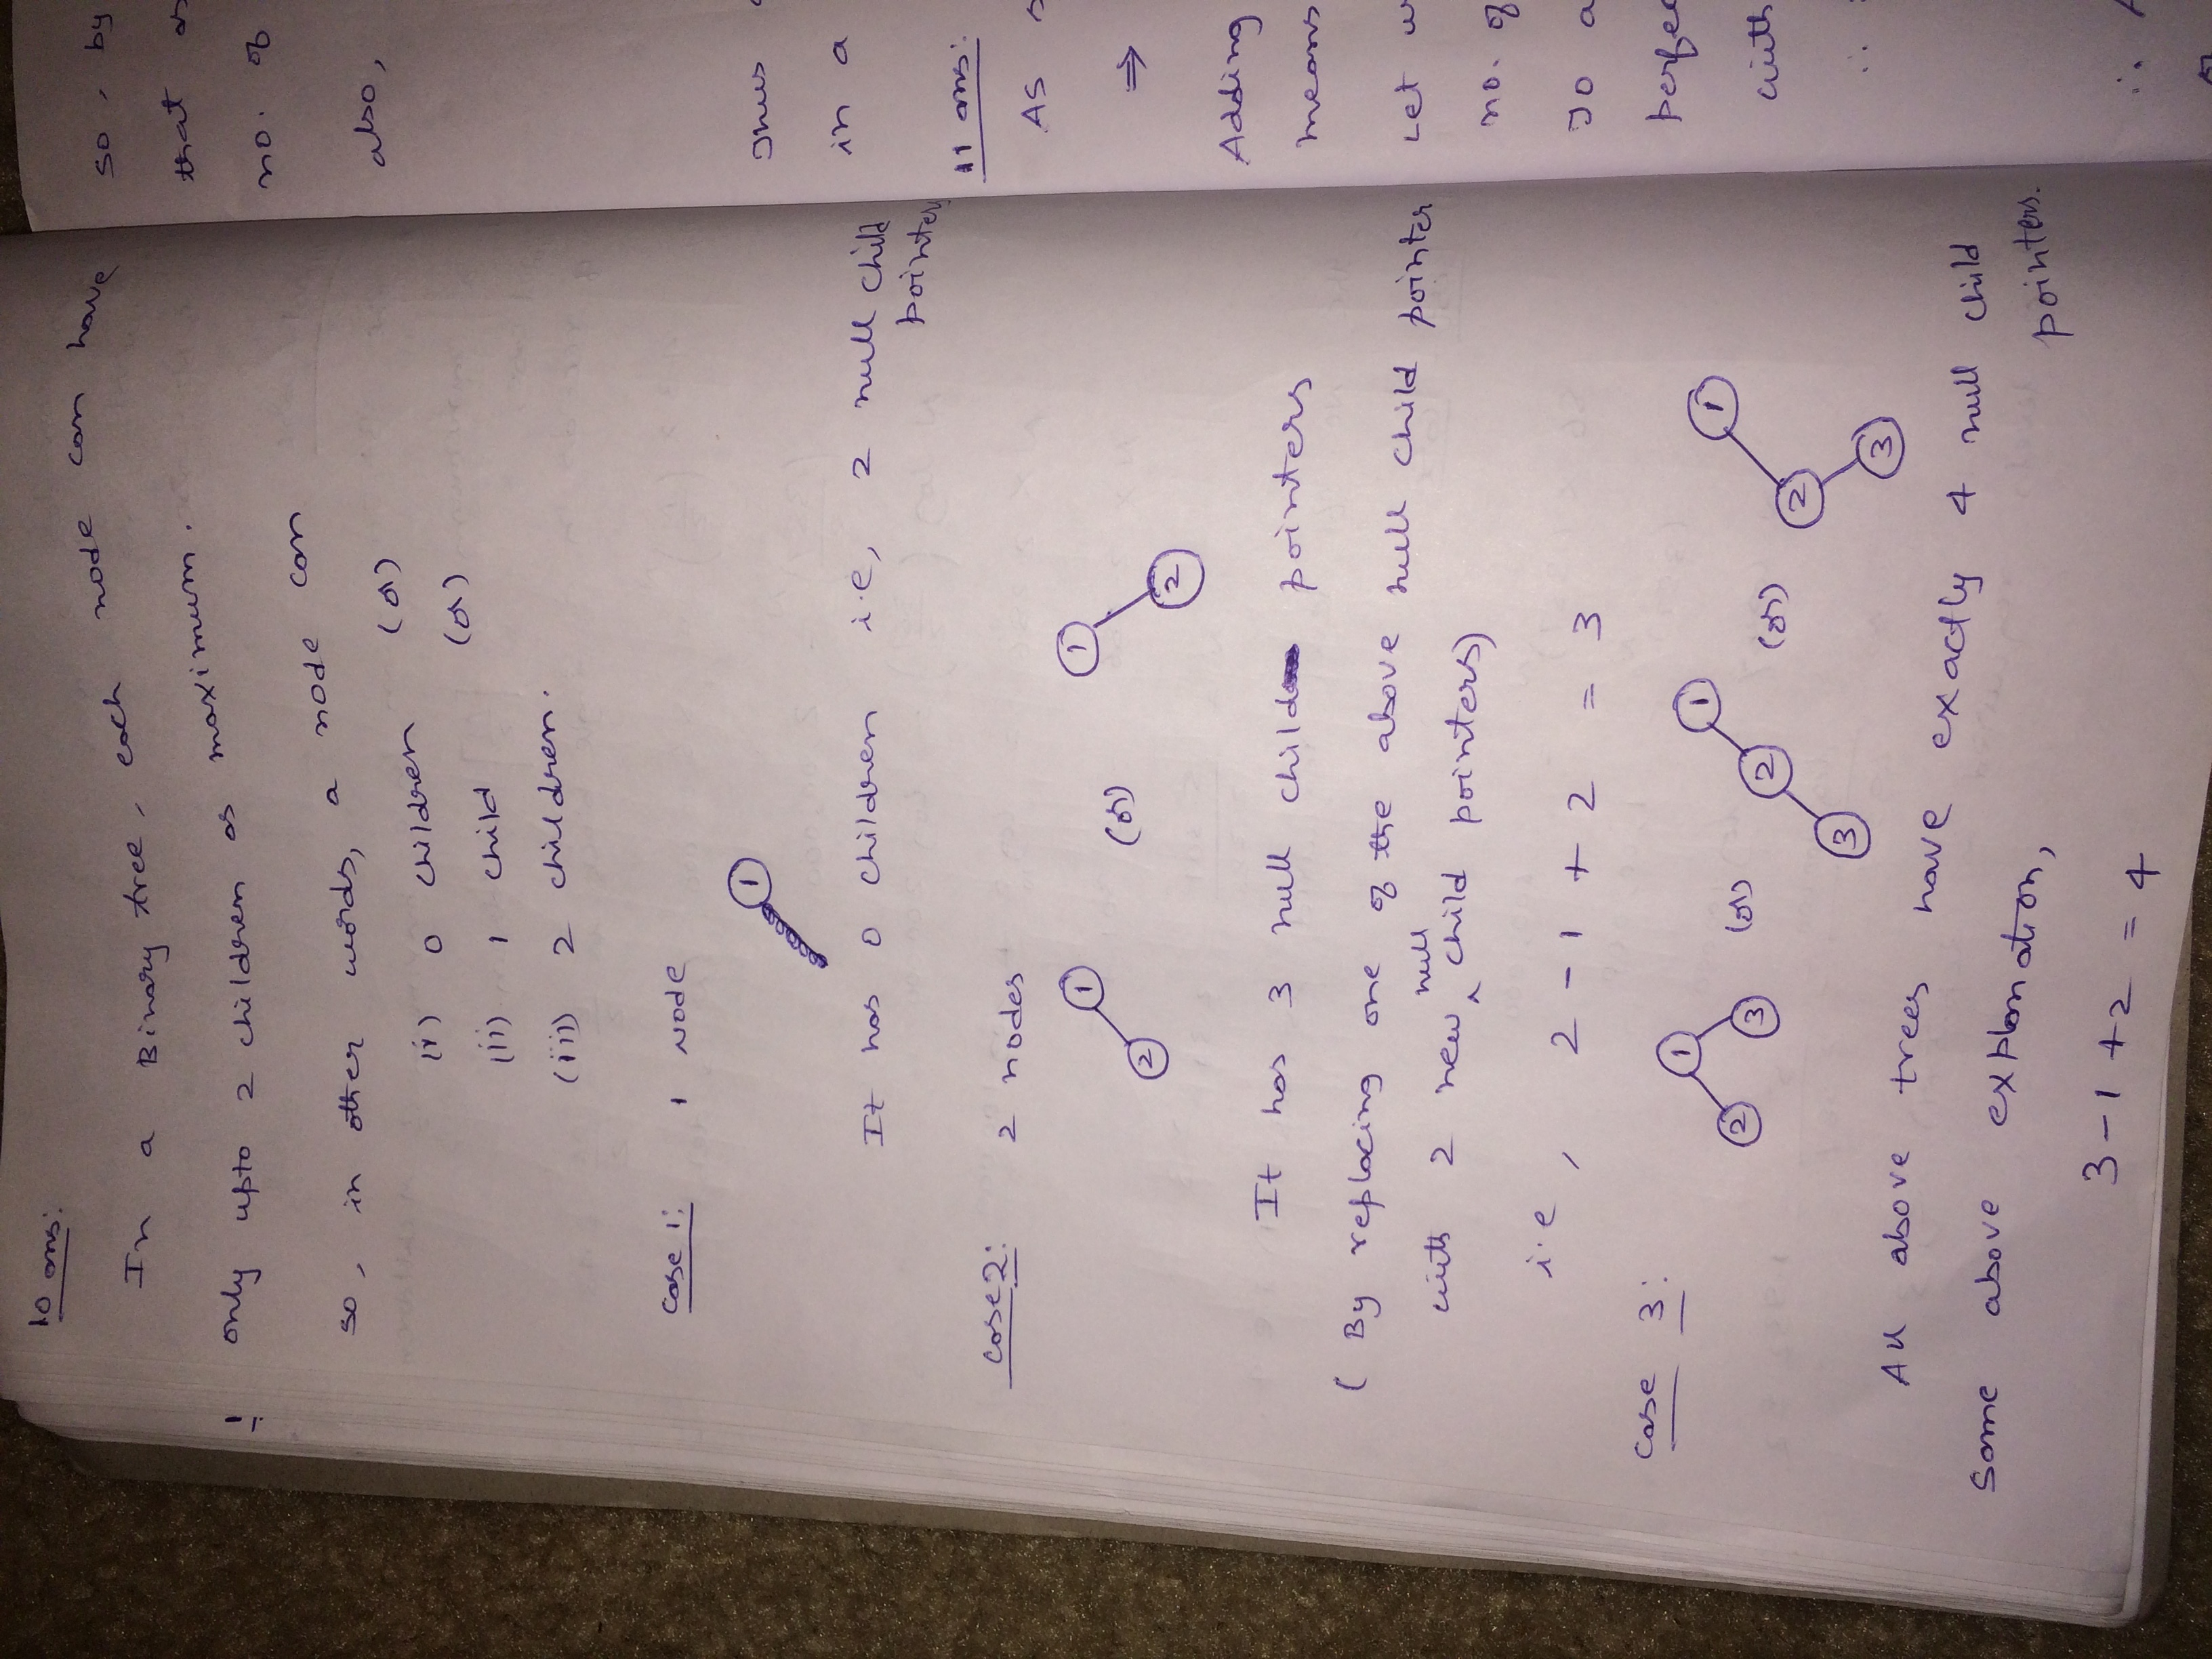 10 ans:
In a Binary tree, each node can have
only upto 2 children as maximum.
so, in other words, a node can
(i) 0 children (or)
(ii) 1 child (or)
(iii) 2 children.
case 1: 1 Node
1
It has 0 children i.e, 2 null child
pointers
case 2: 2 nodes
1
2
(or)
1
2
It has 3 null child pointers
( By replacing one of the above null child pointer
with 2 new null child pointers)
i.e, 2 - 1 + 2 = 3
case 3:
1
2 3
(or)
1
2
3
(or)
1
2
3
All above trees have exactly 4 null child
pointers.
Same above explanation,
3 - 1 + 2 = 4
so, by
that
no. of
also,
Thus
in a
11 ans:
AS
⇒
Adding
means
Let
no. of
To
with
∴